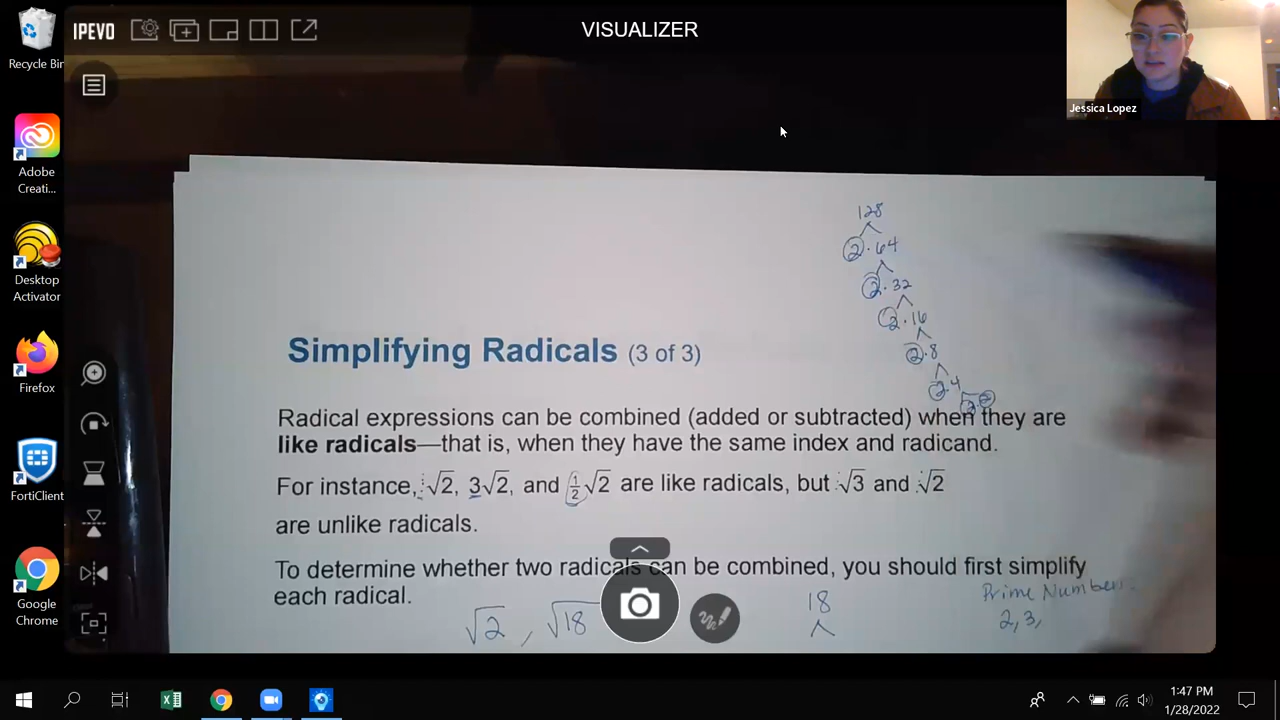 Recycle Bin
IPEVO
VISUALIZER
Jessica Lopez
Adobe
Creati...
Desktop
Activator
Firefox
FortiClient
Google
Chrome
128
2 · 64
2 · 32
2 · 16
2 · 8
2 · 4
2 2
Simplifying Radicals (3 of 3)
Radical expressions can be combined (added or subtracted) when they are
like radicals—that is, when they have the same index and radicand.
For instance, √2, 3√2, and 1/2√2 are like radicals, but √3 and √2
are unlike radicals.
To determine whether two radicals can be combined, you should first simplify
each radical.
√2 , √18
18
Prime Numbers
2, 3,
1:47 PM
1/28/2022